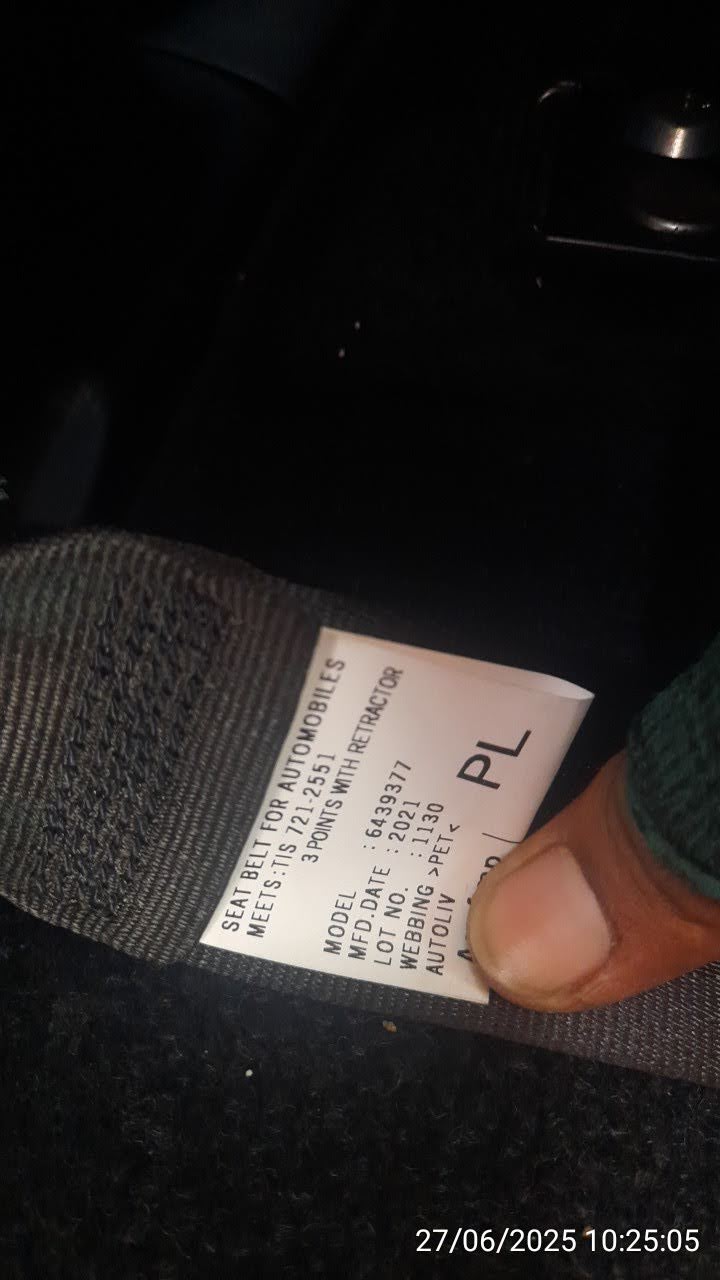 SEAT BELT FOR AUTOMOBILES
MEETS:TIS 721-2551
3 POINTS WITH RETRACTOR
MODEL : 6439377
MFD.DATE : 2021
LOT NO. : 1130
WEBBING >PET<
AUTOLIV
PL
27/06/2025 10:25:05